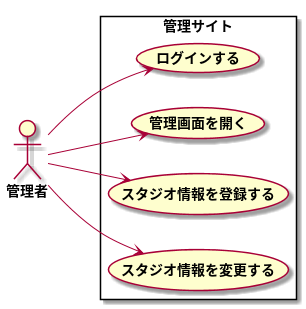 管理サイト
ログインする
管理画面を開く
管理者
スタジオ情報を登録する
スタジオ情報を変更する